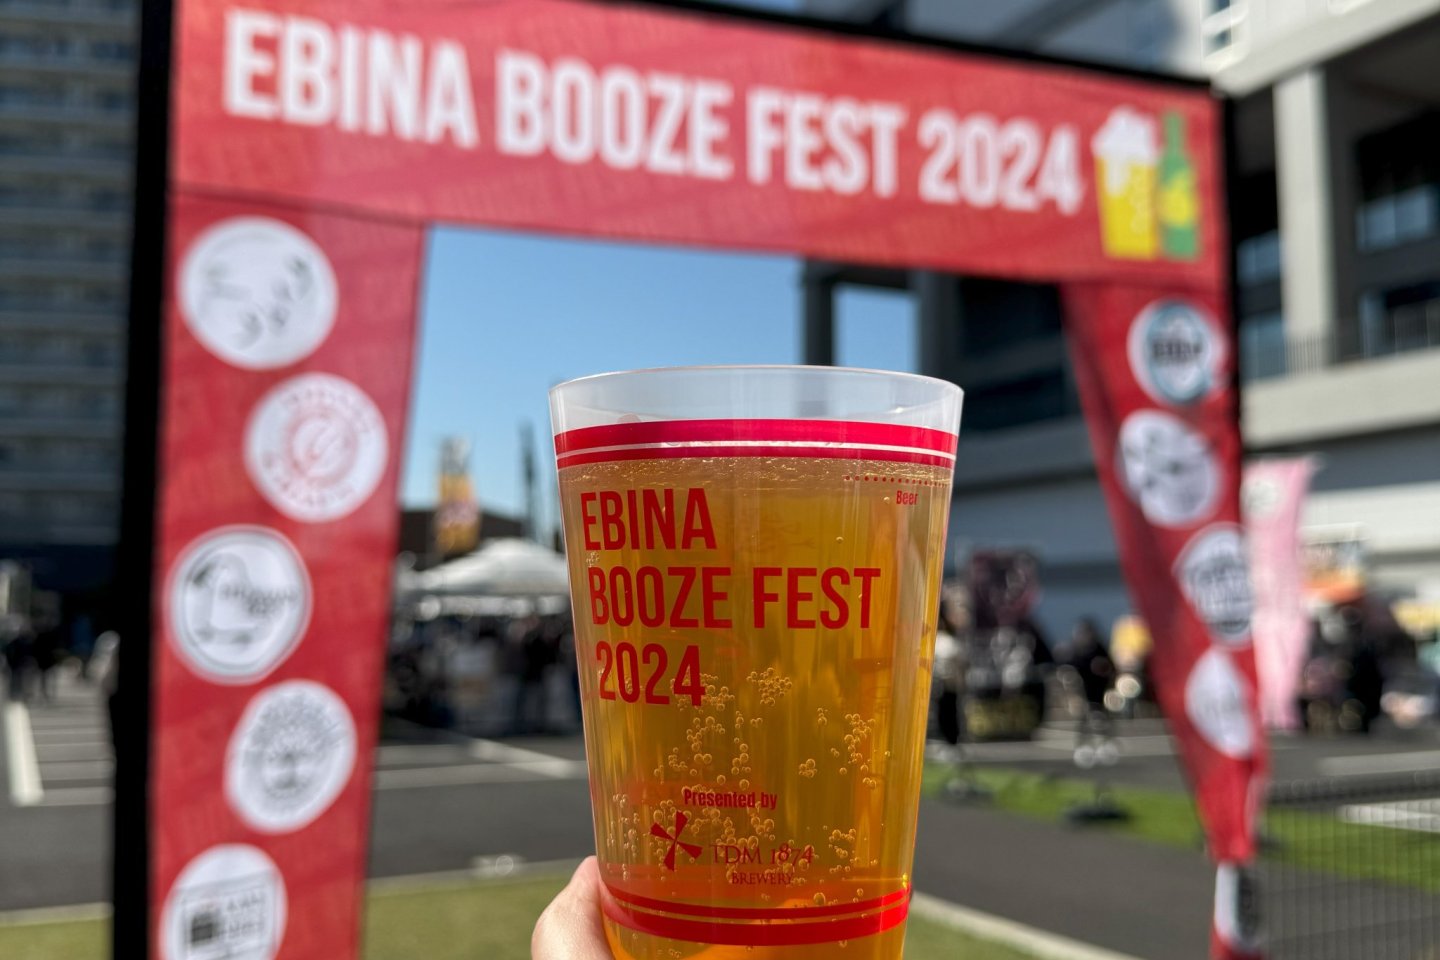 EBINA BOOZE FEST 2024
Beer
EBINA
BOOZE FEST
2024
Presented by
TDM 1874
BREWERY